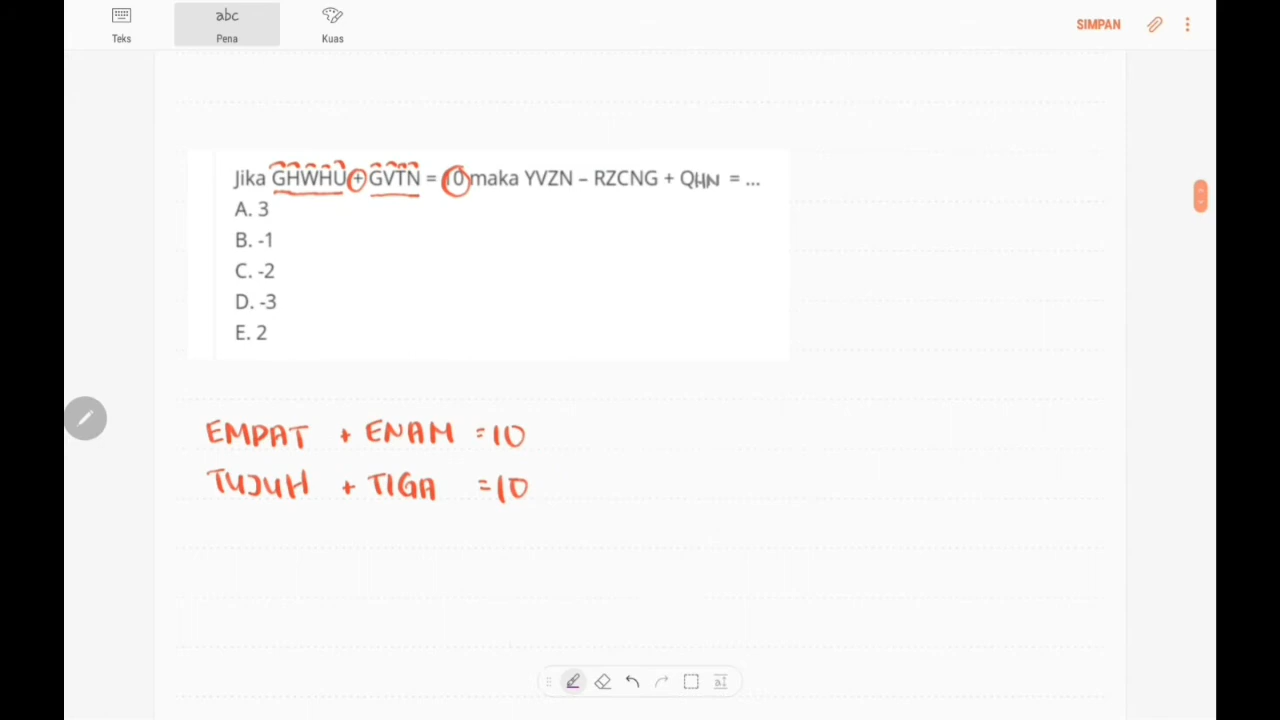 Teks
abc
Pena
Kuas
SIMPAN
Jika GHWHU + GVTN = 10 maka YVZN – RZCNG + QHN = ...
A. 3
B. -1
C. -2
D. -3
E. 2
EMPAT + ENAM = 10
TUJUH + TIGA = 10